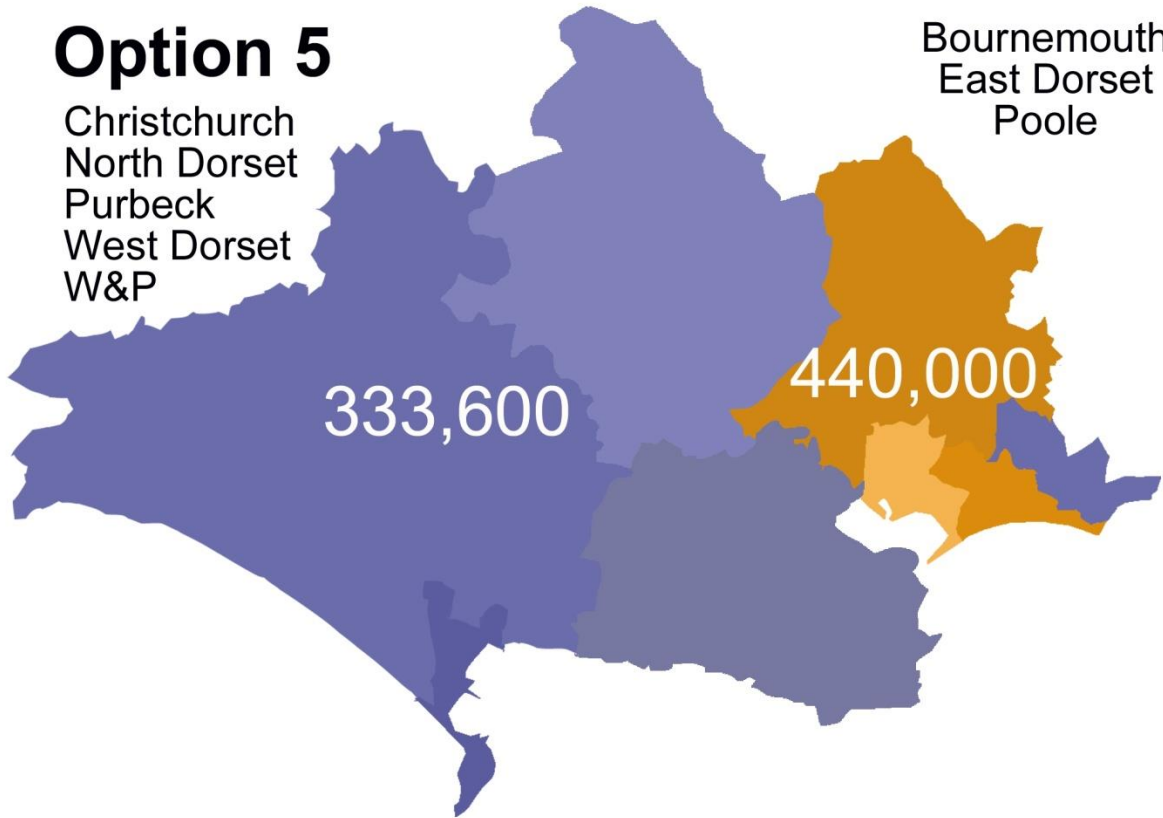 Option 5
Christchurch
North Dorset
Purbeck
West Dorset
W&P
Bournemouth
East Dorset
Poole
333,600
440,000